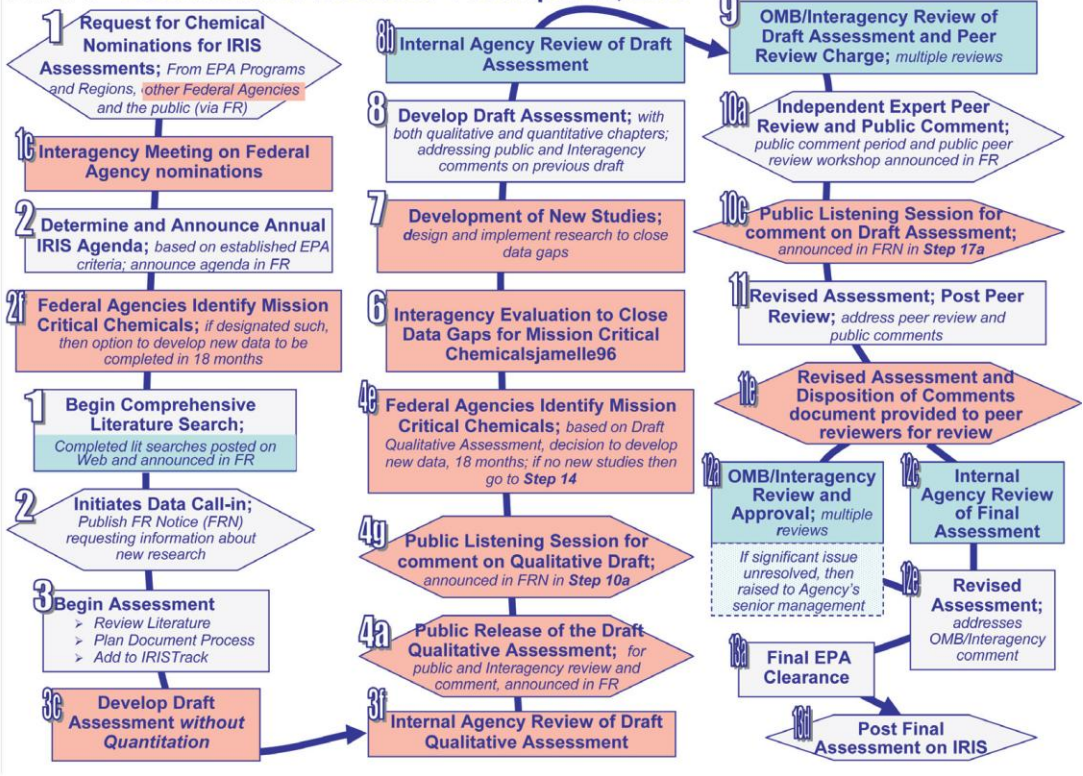 1
Request for Chemical
Nominations for IRIS
Assessments; From EPA Programs
and Regions, other Federal Agencies
and the public (via FR)
1c
Interagency Meeting on Federal
Agency nominations
2
Determine and Announce Annual
IRIS Agenda; based on established EPA
criteria; announce agenda in FR
2f
Federal Agencies Identify Mission
Critical Chemicals; if designated such,
then option to develop new data to be
completed in 18 months
1
Begin Comprehensive
Literature Search;
Completed lit searches posted on
Web and announced in FR
2
Initiates Data Call-in;
Publish FR Notice (FRN)
requesting information about
new research
3
Begin Assessment
➢ Review Literature
➢ Plan Document Process
➢ Add to IRISTrack
3c
Develop Draft
Assessment without
Quantitation
8b
Internal Agency Review of Draft
Assessment
8
Develop Draft Assessment; with
both qualitative and quantitative chapters;
addressing public and Interagency
comments on previous draft
7
Development of New Studies;
design and implement research to close
data gaps
6
Interagency Evaluation to Close
Data Gaps for Mission Critical
Chemicalsjamelle96
4e
Federal Agencies Identify Mission
Critical Chemicals; based on Draft
Qualitative Assessment, decision to develop
new data, 18 months; if no new studies then
go to Step 14
4g
Public Listening Session for
comment on Qualitative Draft;
announced in FRN in Step 10a
4a
Public Release of the Draft
Qualitative Assessment; for
public and Interagency review and
comment, announced in FR
3f
Internal Agency Review of Draft
Qualitative Assessment
9
OMB/Interagency Review of
Draft Assessment and Peer
Review Charge; multiple reviews
10a
Independent Expert Peer
Review and Public Comment;
public comment period and public peer
review workshop announced in FR
10c
Public Listening Session for
comment on Draft Assessment;
announced in FRN in Step 17a
11
Revised Assessment; Post Peer
Review; address peer review and
public comments
11e
Revised Assessment and
Disposition of Comments
document provided to peer
reviewers for review
12a
OMB/Interagency
Review and
Approval; multiple
reviews
If significant issue
unresolved, then
raised to Agency's
senior management
12c
Internal
Agency Review
of Final
Assessment
12e
Revised
Assessment;
addresses
OMB/Interagency
comment
13a
Final EPA
Clearance
13d
Post Final
Assessment on IRIS